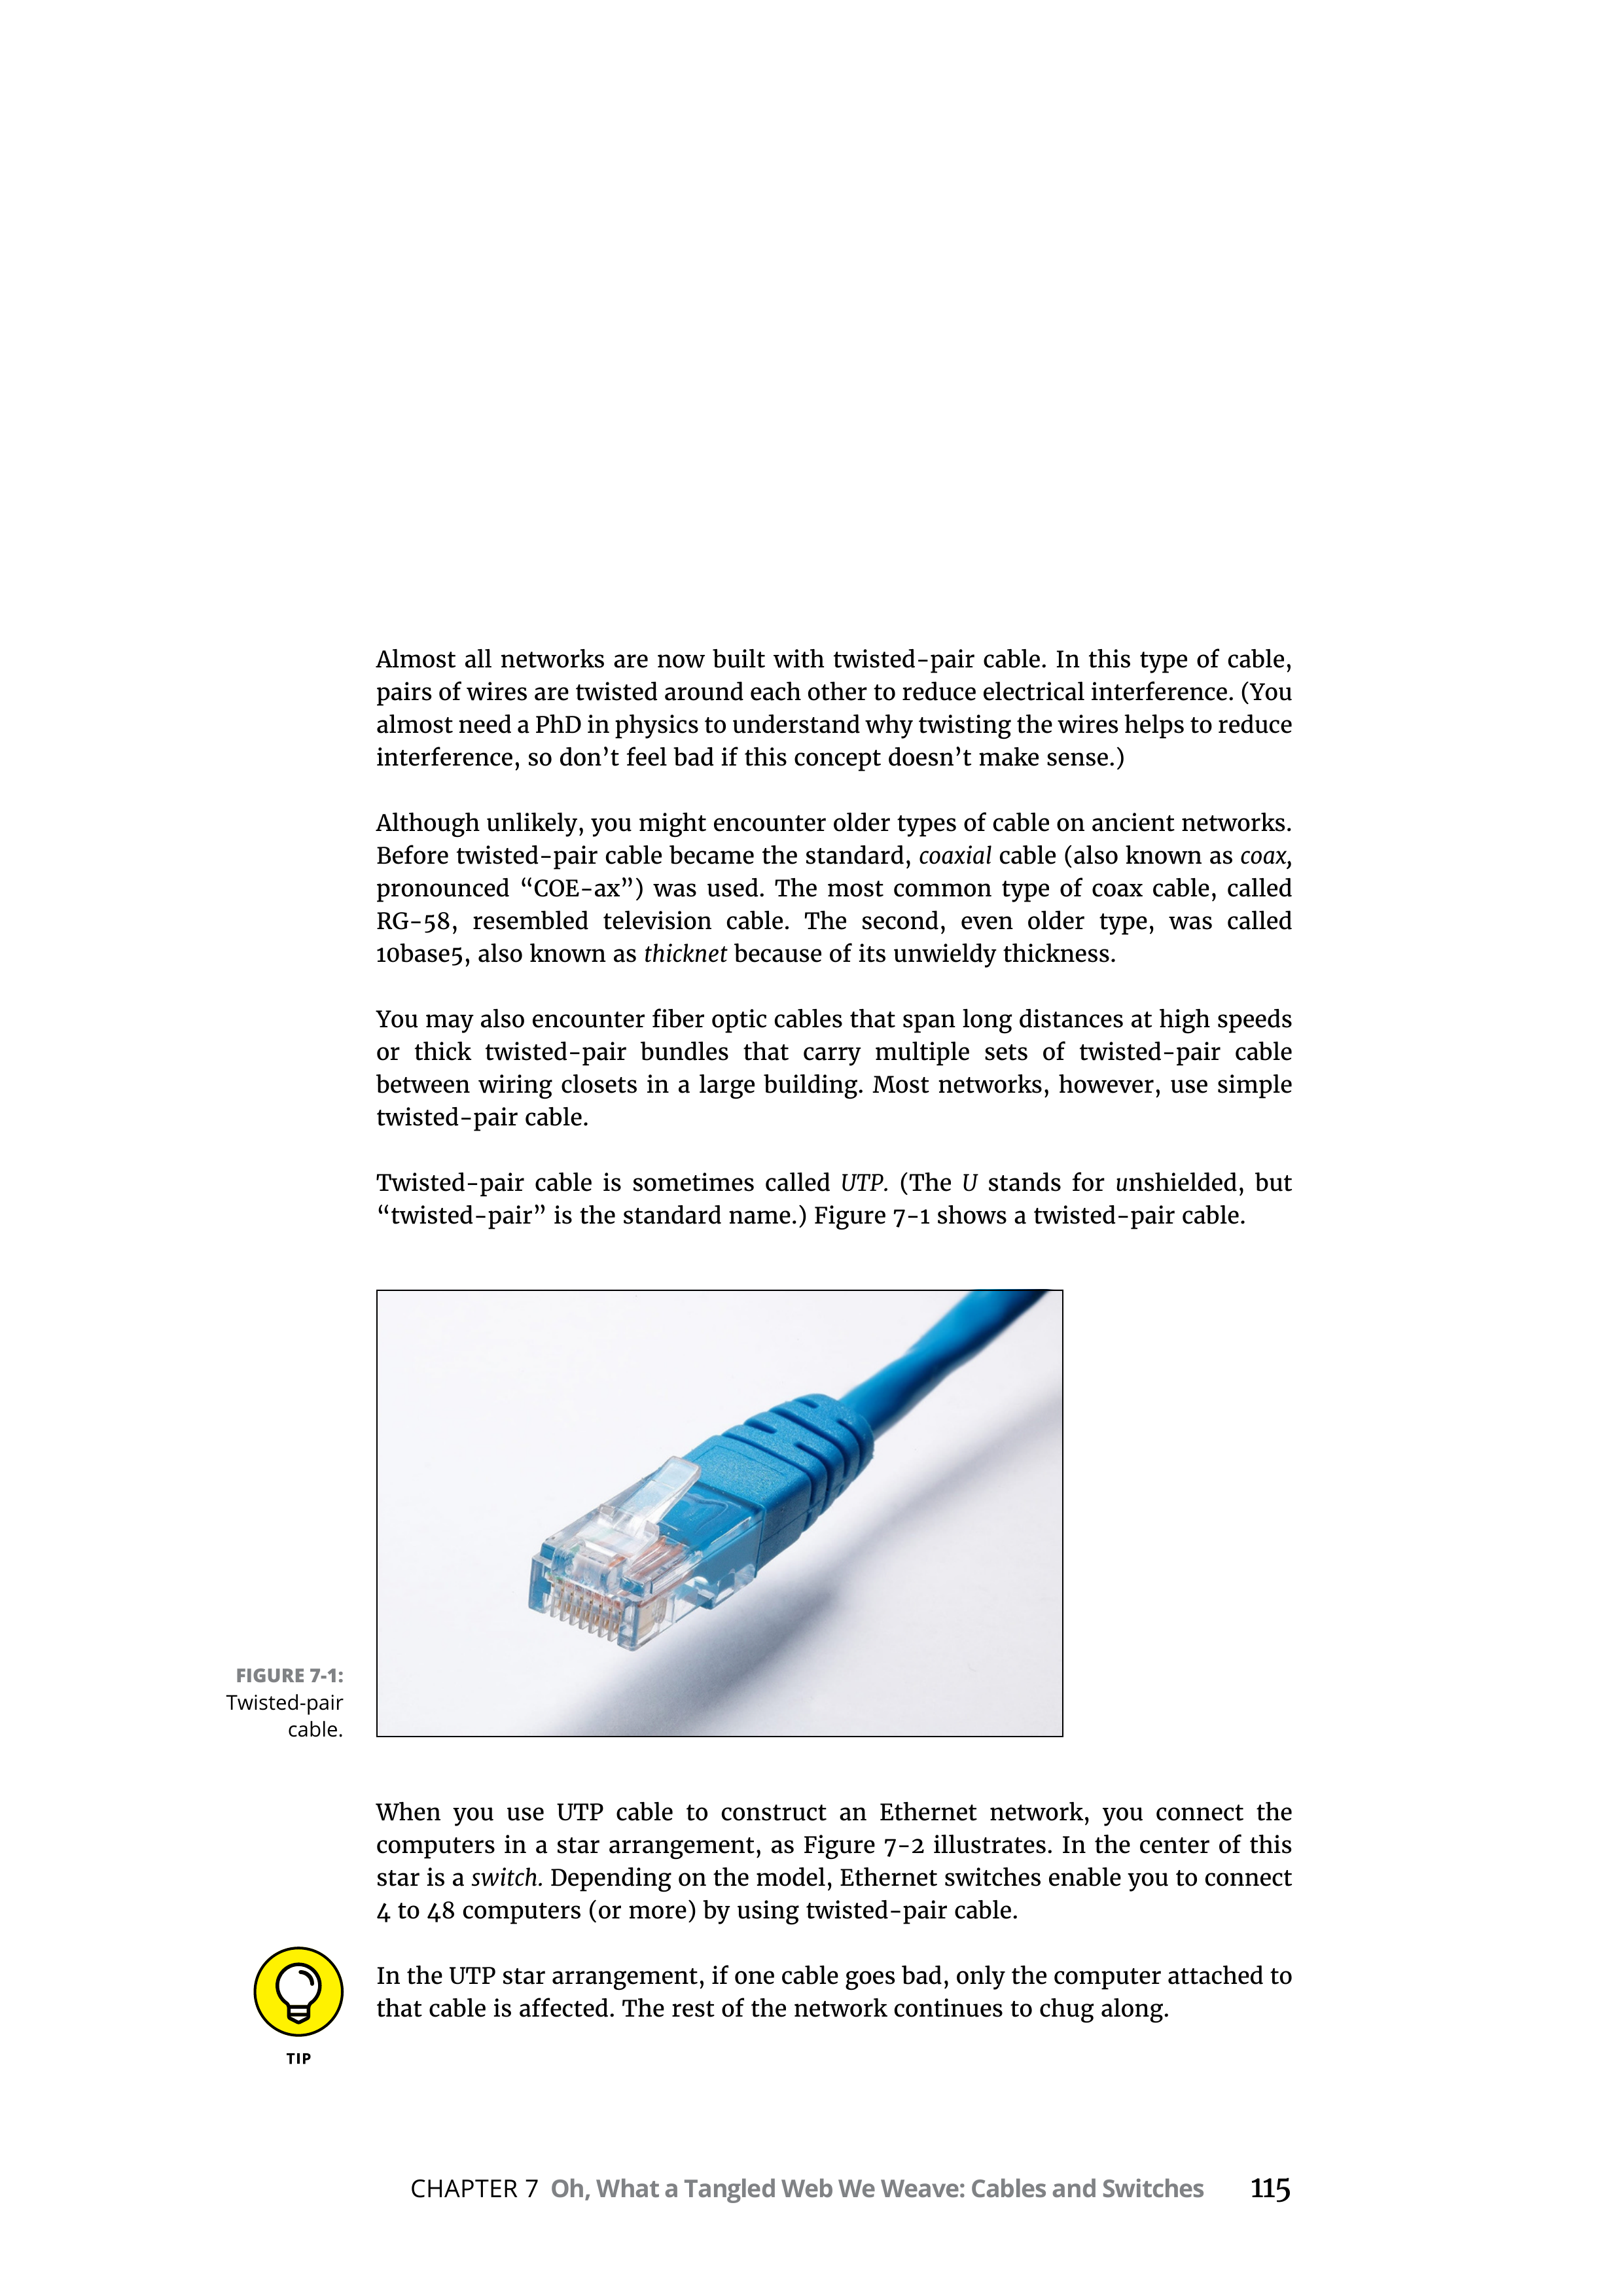 Almost all networks are now built with twisted-pair cable. In this type of cable,
pairs of wires are twisted around each other to reduce electrical interference. (You
almost need a PhD in physics to understand why twisting the wires helps to reduce
interference, so don’t feel bad if this concept doesn’t make sense.)
Although unlikely, you might encounter older types of cable on ancient networks.
Before twisted-pair cable became the standard, coaxial cable (also known as coax,
pronounced “COE-ax”) was used. The most common type of coax cable, called
RG-58, resembled television cable. The second, even older type, was called
10base5, also known as thicknet because of its unwieldy thickness.
You may also encounter fiber optic cables that span long distances at high speeds
or thick twisted-pair bundles that carry multiple sets of twisted-pair cable
between wiring closets in a large building. Most networks, however, use simple
twisted-pair cable.
Twisted-pair cable is sometimes called UTP. (The U stands for unshielded, but
“twisted-pair” is the standard name.) Figure 7-1 shows a twisted-pair cable.
FIGURE 7-1:
Twisted-pair
cable.
When you use UTP cable to construct an Ethernet network, you connect the
computers in a star arrangement, as Figure 7-2 illustrates. In the center of this
star is a switch. Depending on the model, Ethernet switches enable you to connect
4 to 48 computers (or more) by using twisted-pair cable.
In the UTP star arrangement, if one cable goes bad, only the computer attached to
that cable is affected. The rest of the network continues to chug along.
TIP
CHAPTER 7 Oh, What a Tangled Web We Weave: Cables and Switches 115